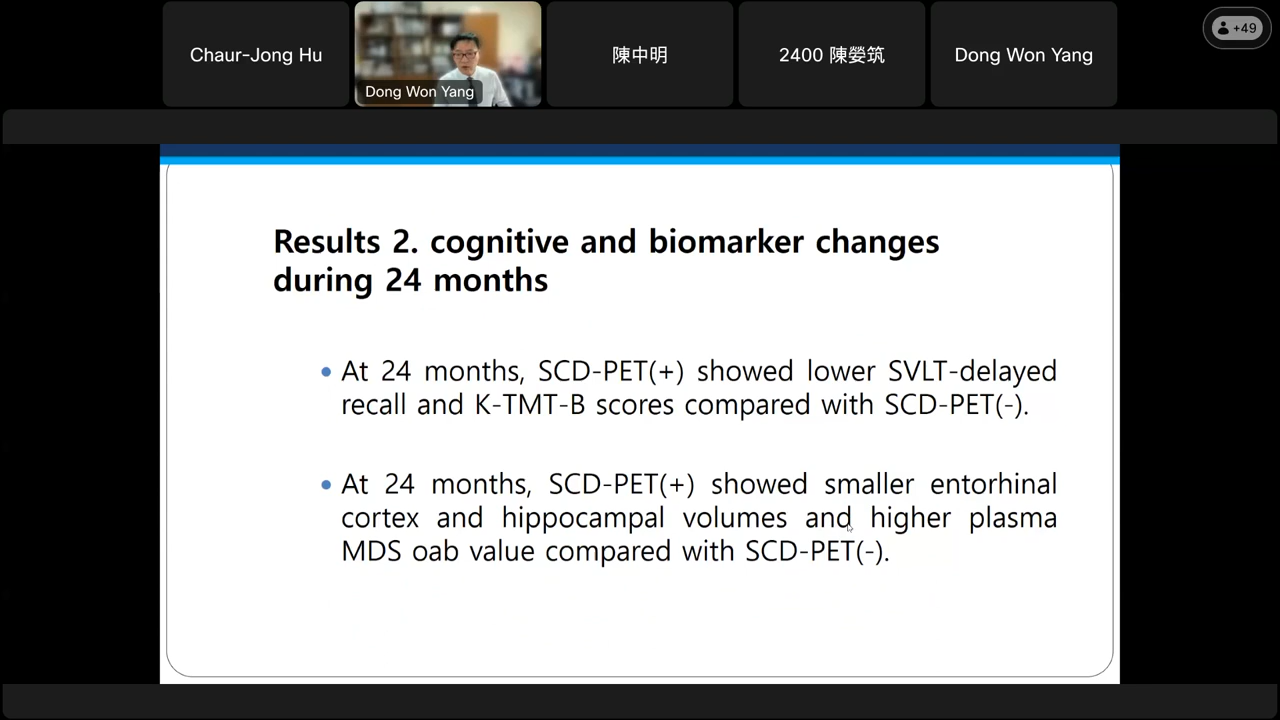 Chaur-Jong Hu
Dong Won Yang
陳中明
2400 陳嫈筑
Dong Won Yang
+49
Results 2. cognitive and biomarker changes
during 24 months
• At 24 months, SCD-PET(+) showed lower SVLT-delayed
recall and K-TMT-B scores compared with SCD-PET(-).
• At 24 months, SCD-PET(+) showed smaller entorhinal
cortex and hippocampal volumes and higher plasma
MDS oab value compared with SCD-PET(-).